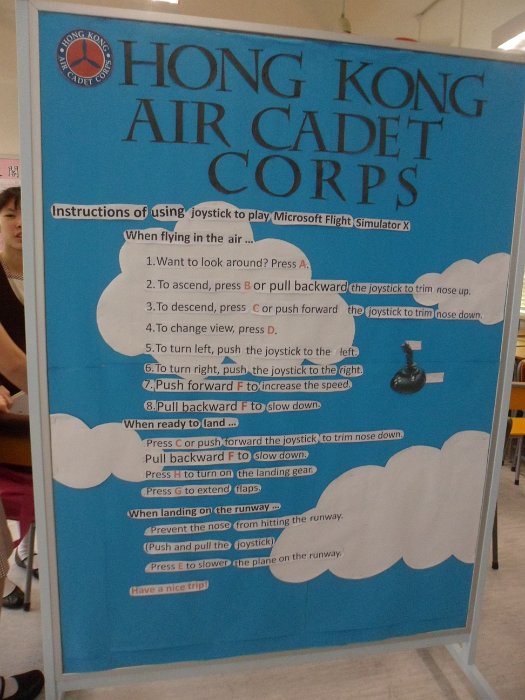 HONG KONG
AIR CADET CORPS
HONG KONG
AIR CADET
CORPS
Instructions of using joystick to play Microsoft Flight Simulator X
When flying in the air ...
1.Want to look around? Press A.
2. To ascend, press B or pull backward the joystick to trim nose up.
3. To descend, press C or push forward the joystick to trim nose down.
4.To change view, press D.
5.To turn left, push the joystick to the left.
6.To turn right, push the joystick to the right.
7.Push forward F to increase the speed.
8.Pull backward F to slow down.
When ready to land ...
Press C or push forward the joystick to trim nose down.
Pull backward F to slow down.
Press H to turn on the landing gear.
Press G to extend flaps.
When landing on the runway ...
Prevent the nose from hitting the runway.
(Push and pull the joystick)
Press E to slower the plane on the runway.
Have a nice trip!